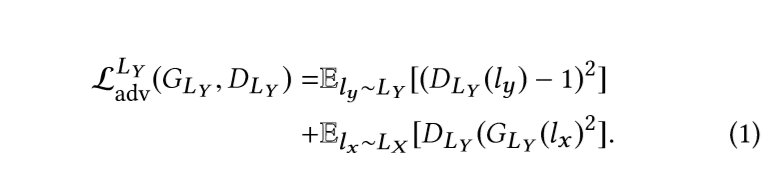 ℒ_adv^{L_Y}(G_{L_Y}, D_{L_Y}) =𝔼_{l_y∼L_Y}[(D_{L_Y}(l_y) − 1)^2]
+𝔼_{l_x∼L_X}[D_{L_Y}(G_{L_Y}(l_x)^2]. (1)